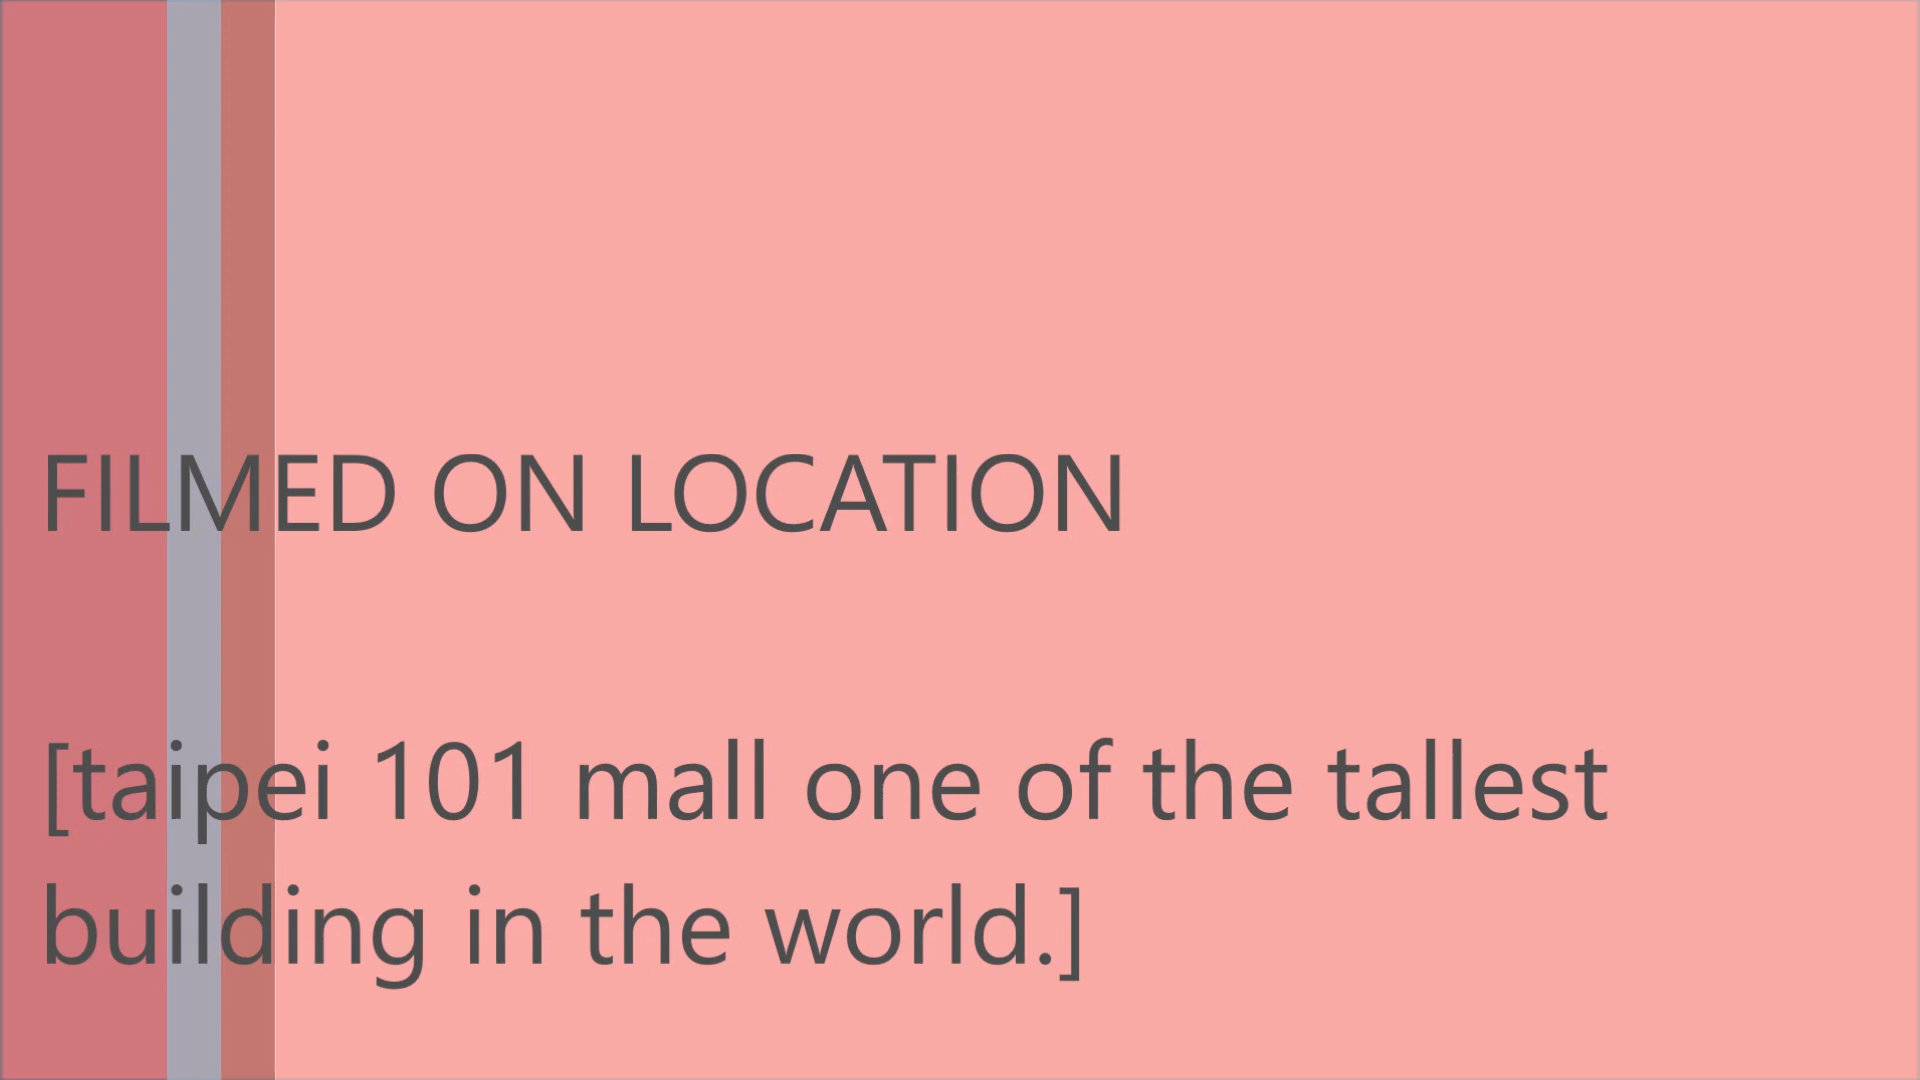 FILMED ON LOCATION
[taipei 101 mall one of the tallest
building in the world.]